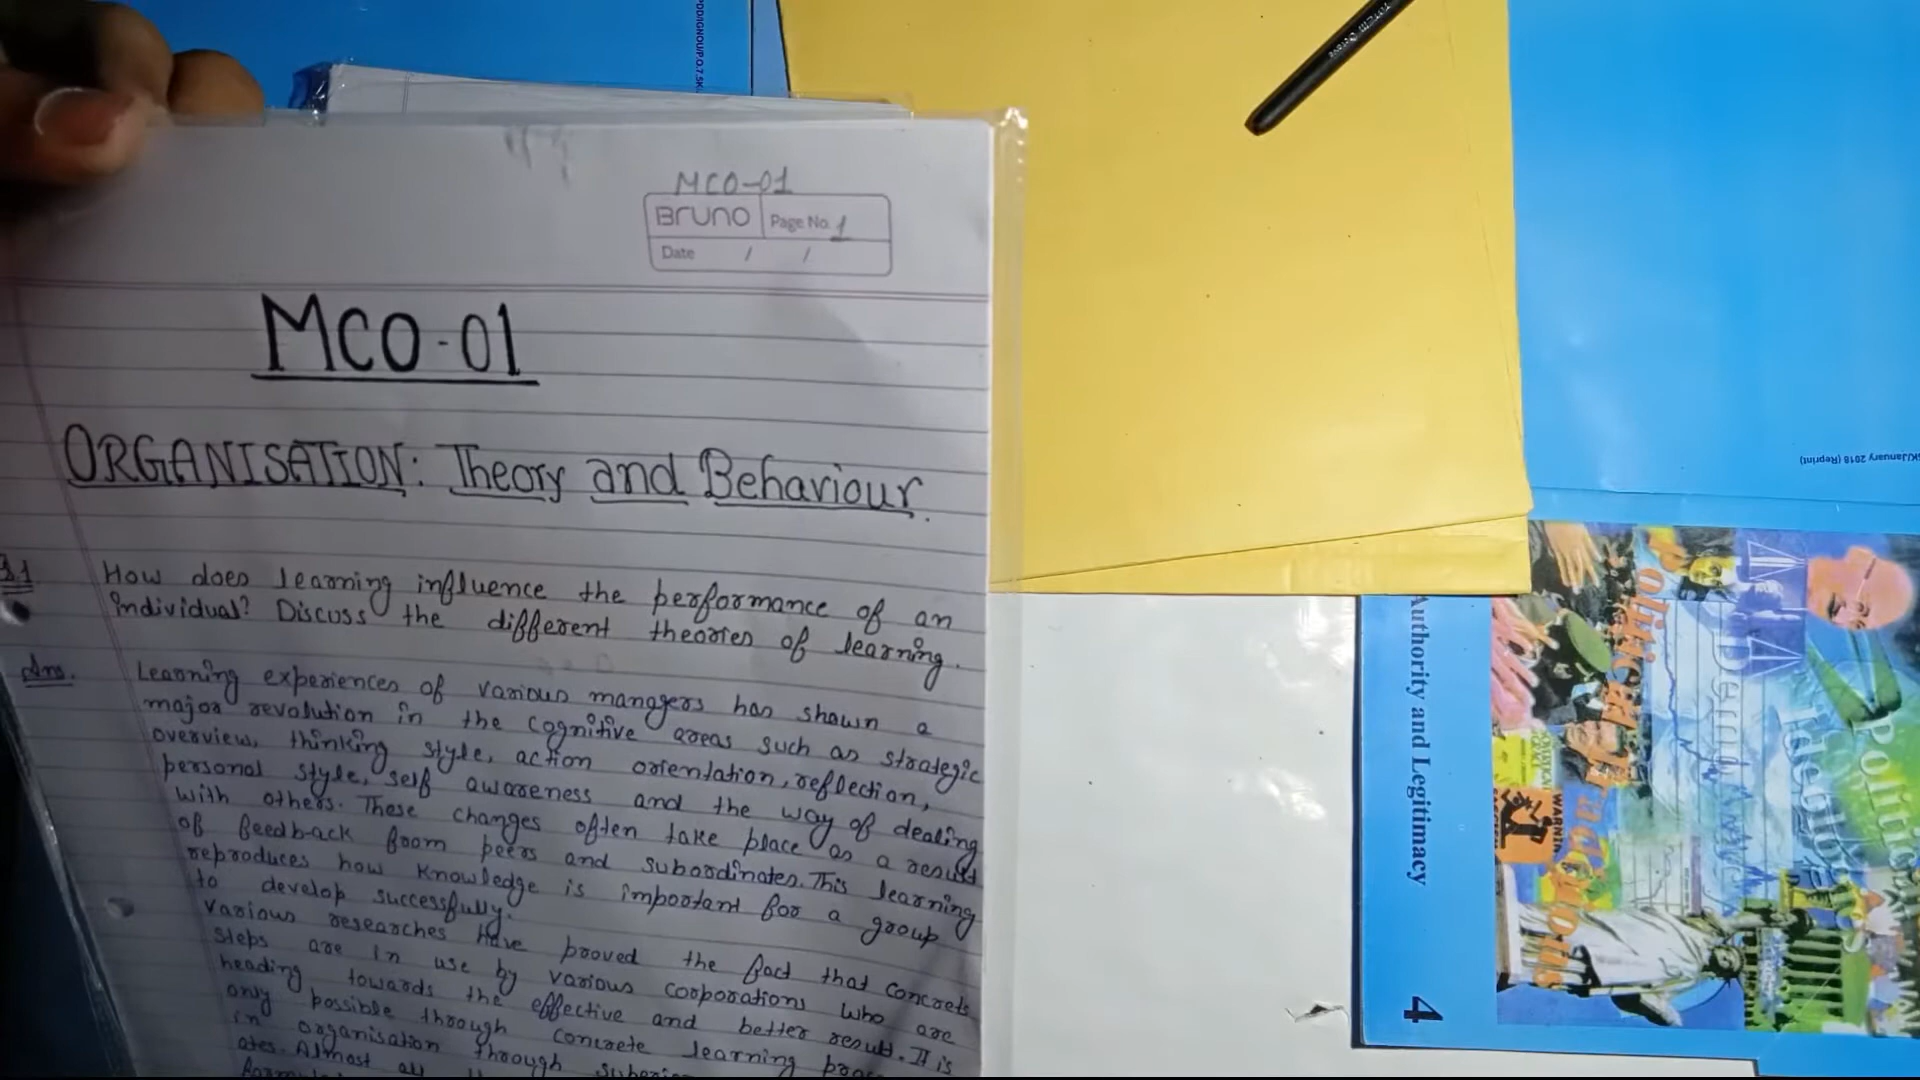 MCO-01
Bruno
Page No. 1
Date / /
MCO-01
ORGANISATION: Theory and Behaviour.
How does learning influence the performance of an
individual? Discuss the different theories of learning.
Ans.
Learning experiences of various managers has shown a
major revolution in the cognitive areas such as strategic
overview, thinking style, action orientation, reflection,
personal style, self awareness and the way of dealing
with others. These changes often take place as a result
of feedback from peers and subordinates. This learning
reproduces how knowledge is important for a group
to develop successfully.
Various researches have proved the fact that concrete
steps are in use by various corporations who are
heading towards the effective and better result. It is
only possible through concrete learning
in organisation through
ates. Almost all
Authority and Legitimacy
4
January 2018 (Reprint)